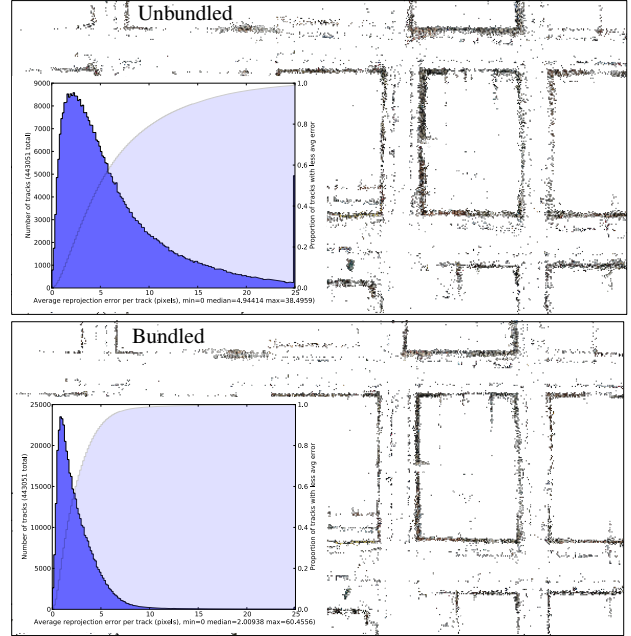 Unbundled
9000
8000
7000
6000
5000
4000
3000
2000
1000
0
Number of tracks (443051 total)
1.0
0.8
0.6
0.4
0.2
0.0
Proportion of tracks with less avg error
0 5 10 15 20 25
Average reprojection error per track (pixels), min=0 median=4.94414 max=38.4959)
Bundled
25000
20000
15000
10000
5000
0
Number of tracks (443051 total)
1.0
0.8
0.6
0.4
0.2
0.0
Proportion of tracks with less avg error
0 5 10 15 20 25
Average reprojection error per track (pixels), min=0 median=2.00938 max=60.4556)